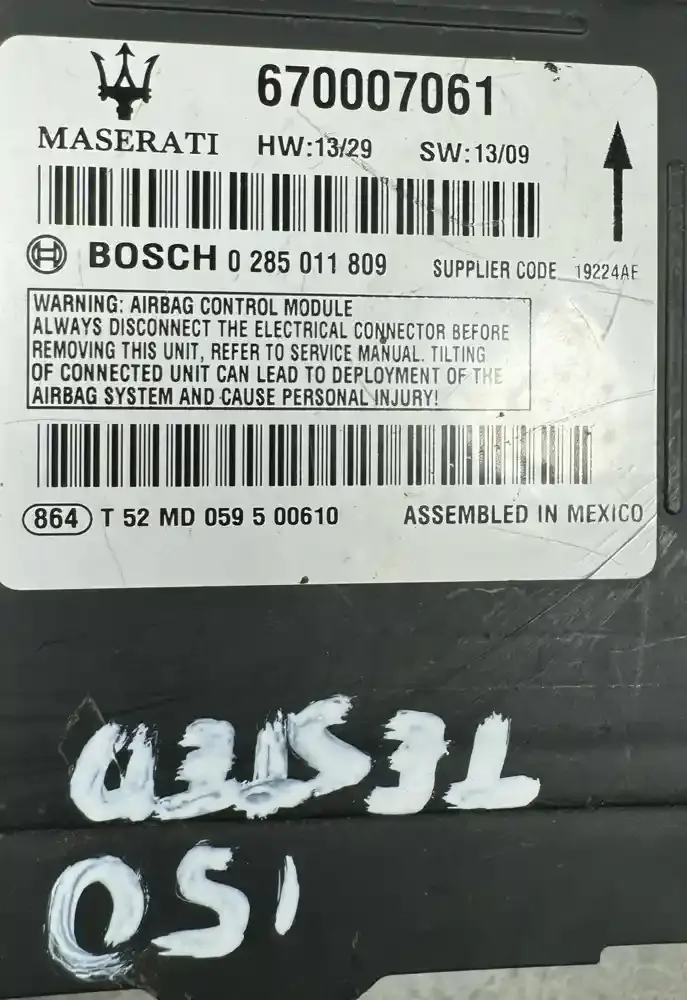 670007061
MASERATI HW:13/29 SW:13/09
BOSCH 0 285 011 809 SUPPLIER CODE 19224AE
WARNING: AIRBAG CONTROL MODULE
ALWAYS DISCONNECT THE ELECTRICAL CONNECTOR BEFORE
REMOVING THIS UNIT, REFER TO SERVICE MANUAL. TILTING
OF CONNECTED UNIT CAN LEAD TO DEPLOYMENT OF THE
AIRBAG SYSTEM AND CAUSE PERSONAL INJURY!
864 T 52 MD 059 5 00610 ASSEMBLED IN MEXICO
150
TESTED